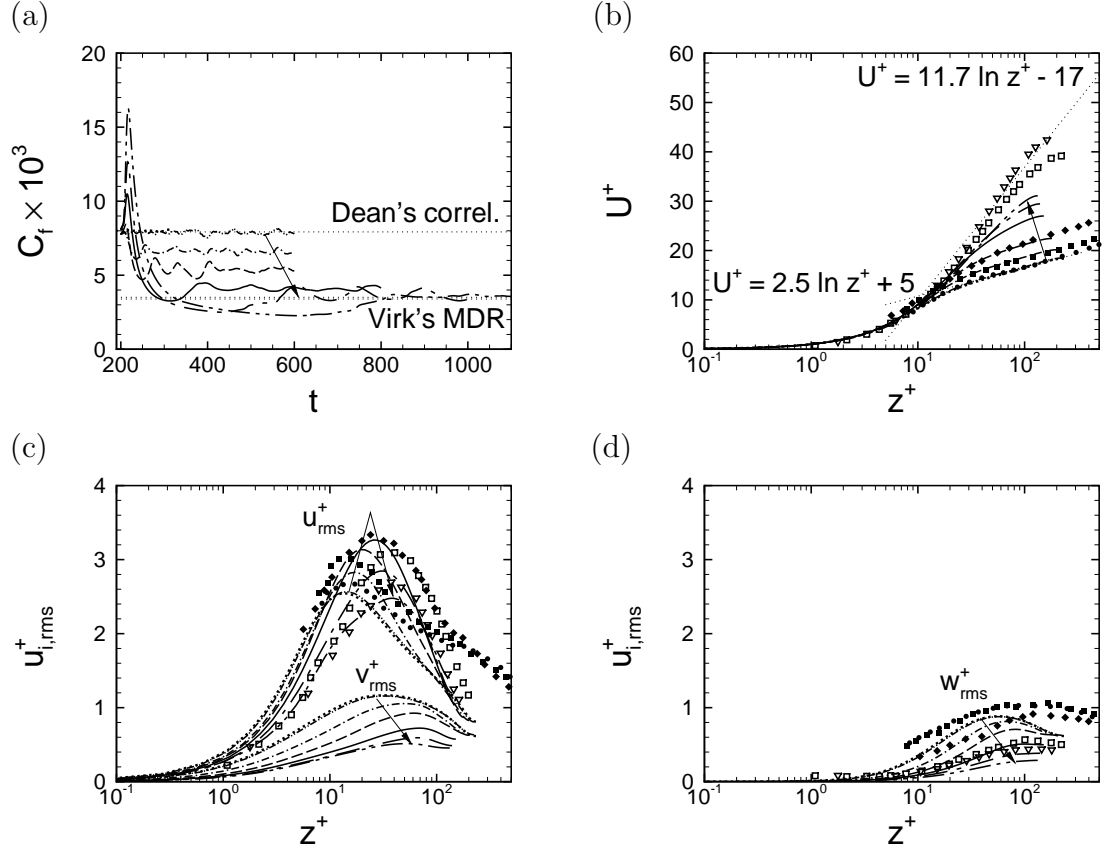 (a)
20
15
10
5
0
C_f × 10^3
Dean's correl.
Virk's MDR
200 400 600 800 1000
t
(b)
60
50
40
30
20
10
0
U^+
U^+ = 11.7 ln z^+ - 17
U^+ = 2.5 ln z^+ + 5
10^-1 10^0 10^1 10^2
z^+
(c)
4
3
2
1
0
u^+_i,rms
u^+_rms
v^+_rms
10^-1 10^0 10^1 10^2
z^+
(d)
4
3
2
1
0
u^+_i,rms
w^+_rms
10^-1 10^0 10^1 10^2
z^+